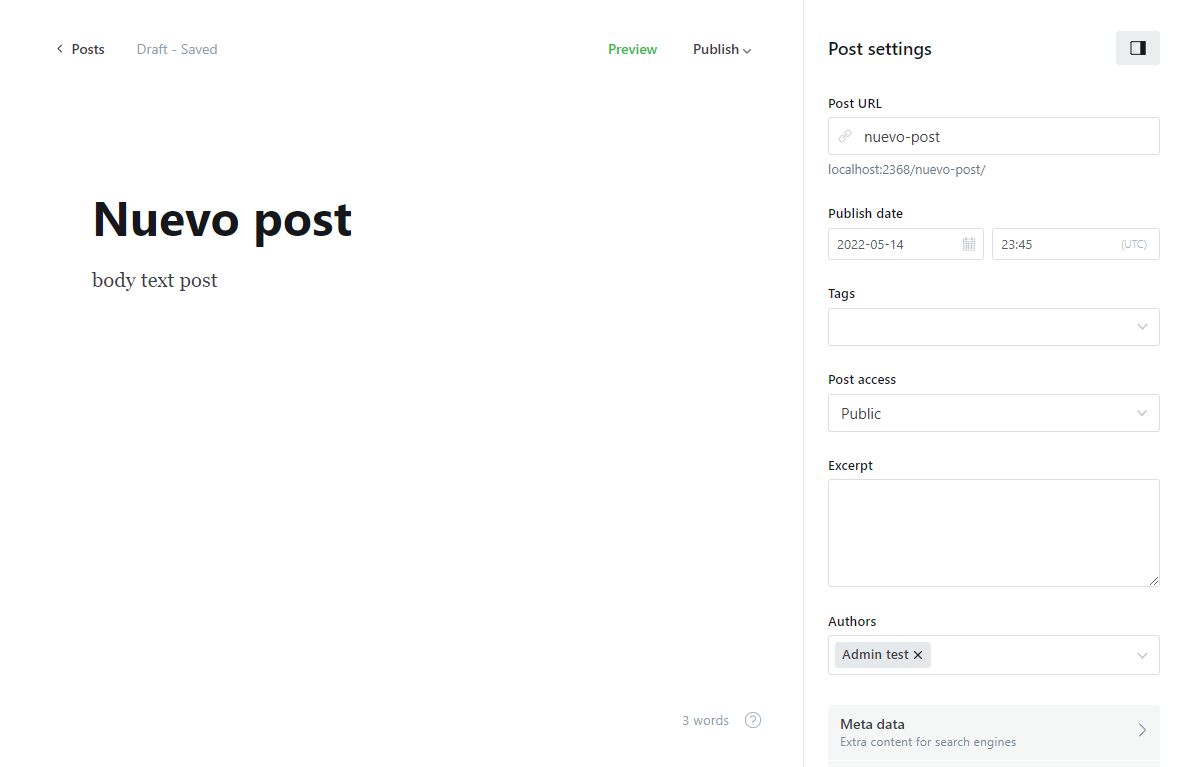 Posts
Draft - Saved
Preview
Publish
Nuevo post
body text post
3 words
?
Post settings
Post URL
nuevo-post
localhost:2368/nuevo-post/
Publish date
2022-05-14
23:45
(UTC)
Tags
Post access
Public
Excerpt
Authors
Admin test ×
Meta data
Extra content for search engines